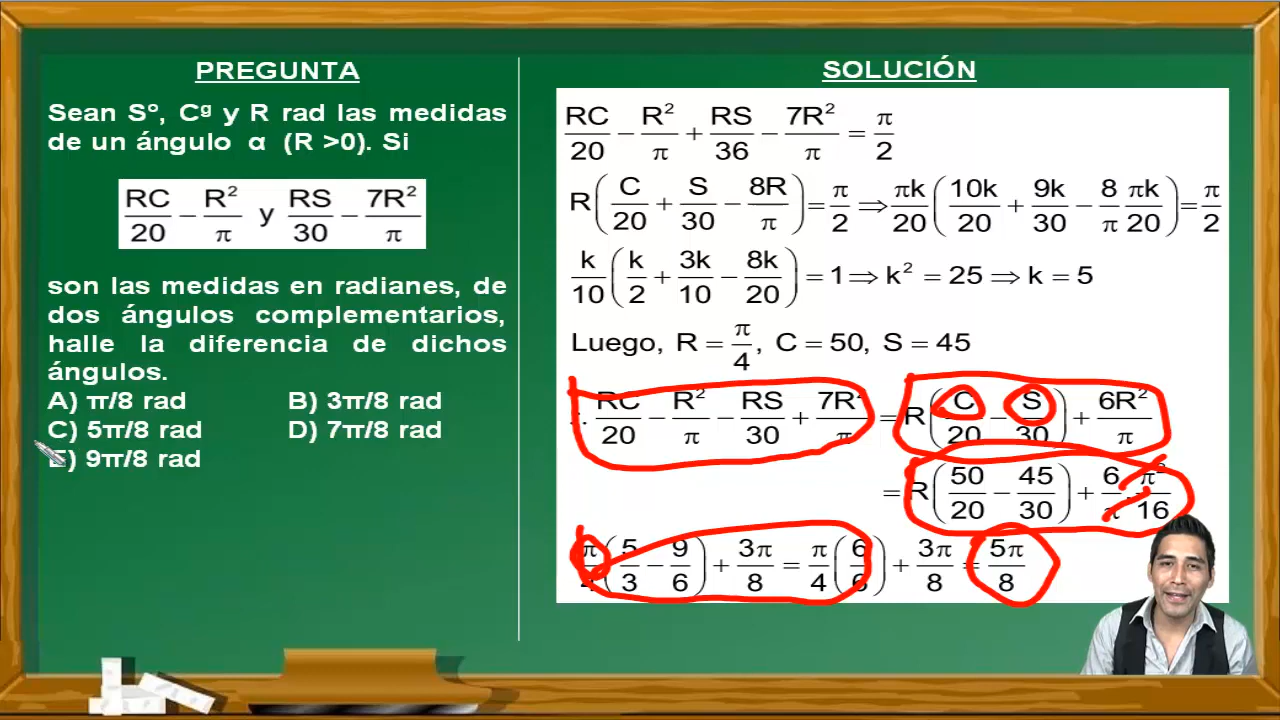 PREGUNTA
Sean S°, Cᵍ y R rad las medidas
de un ángulo α (R >0). Si
RC/20 − R²/π y RS/30 − 7R²/π
son las medidas en radianes, de
dos ángulos complementarios,
halle la diferencia de dichos
ángulos.
A) π/8 rad B) 3π/8 rad
C) 5π/8 rad D) 7π/8 rad
E) 9π/8 rad
SOLUCIÓN
RC/20 − R²/π + RS/36 − 7R²/π = π/2
R(C/20 + S/30 − 8R/π) = π/2 ⇒ πk/20 (10k/20 + 9k/30 − 8/π πk/20) = π/2
k/10 (k/2 + 3k/10 − 8k/20) = 1 ⇒ k² = 25 ⇒ k = 5
Luego, R = π/4, C = 50, S = 45
∴ RC/20 − R²/π − RS/30 + 7R²/π = R(C/20 − S/30) + 6R²/π
= R(50/20 − 45/30) + 6/π . π²/16
π/4 (5/3 − 9/6) + 3π/8 = π/4 (6/6) + 3π/8 = 5π/8